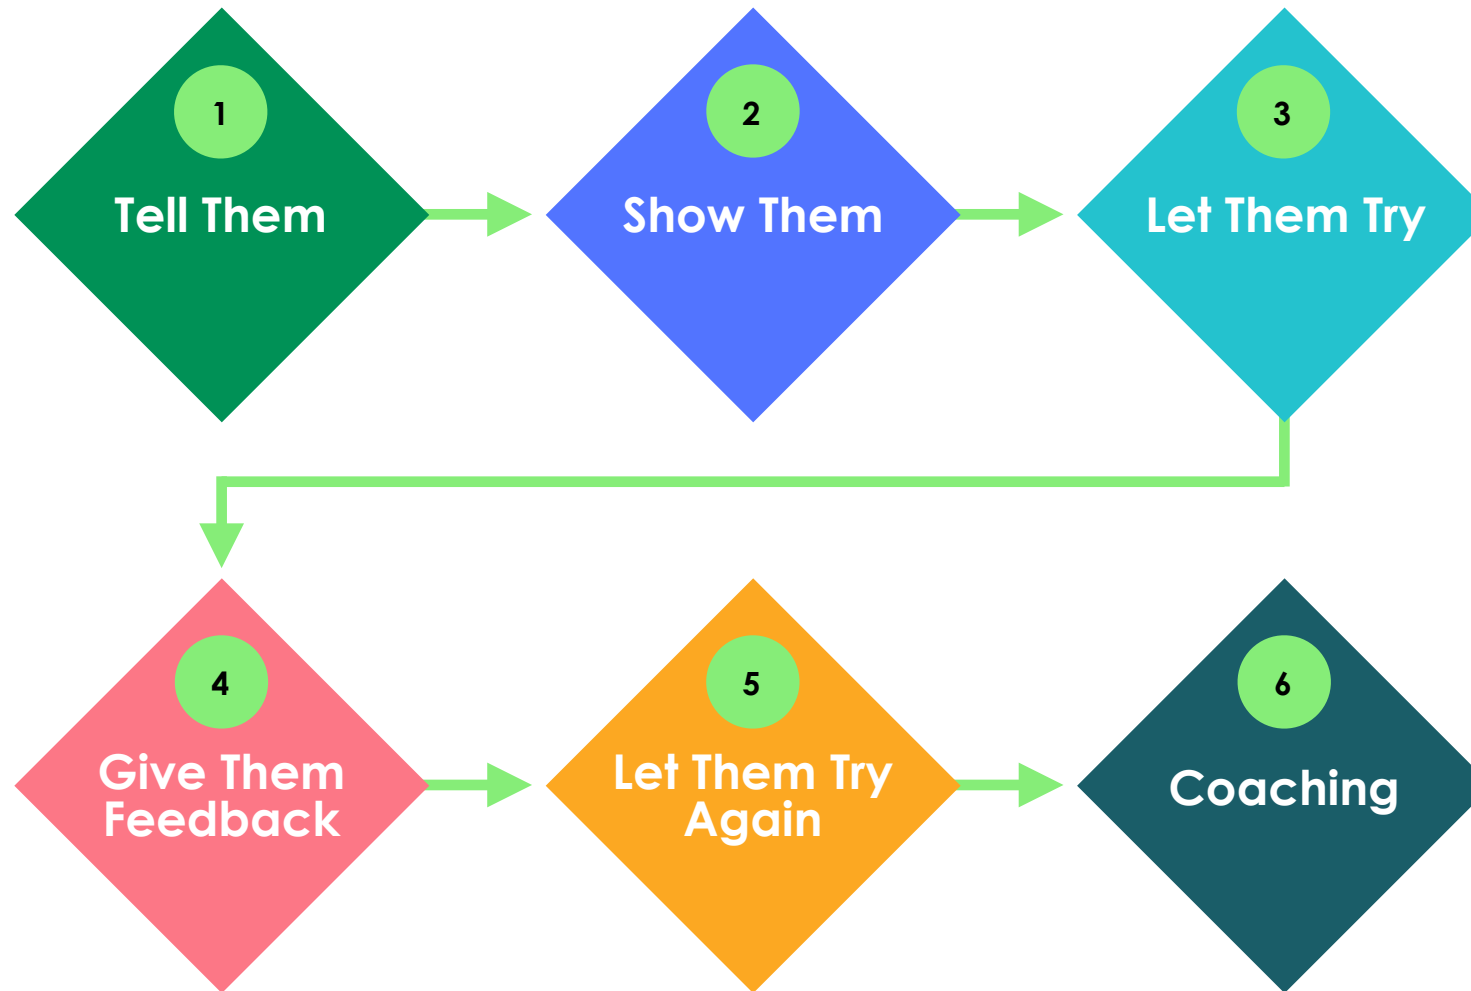 1
Tell Them
2
Show Them
3
Let Them Try
4
Give Them
Feedback
5
Let Them Try
Again
6
Coaching